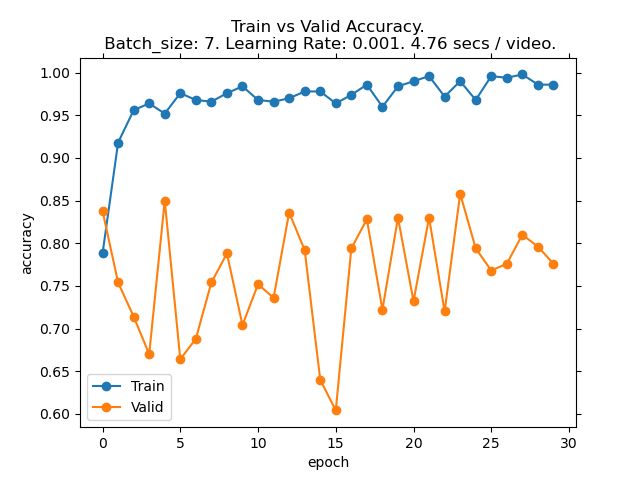 Train vs Valid Accuracy.
Batch_size: 7. Learning Rate: 0.001. 4.76 secs / video.
1.00
0.95
0.90
0.85
0.80
0.75
0.70
0.65
0.60
accuracy
Train
Valid
0 5 10 15 20 25 30
epoch